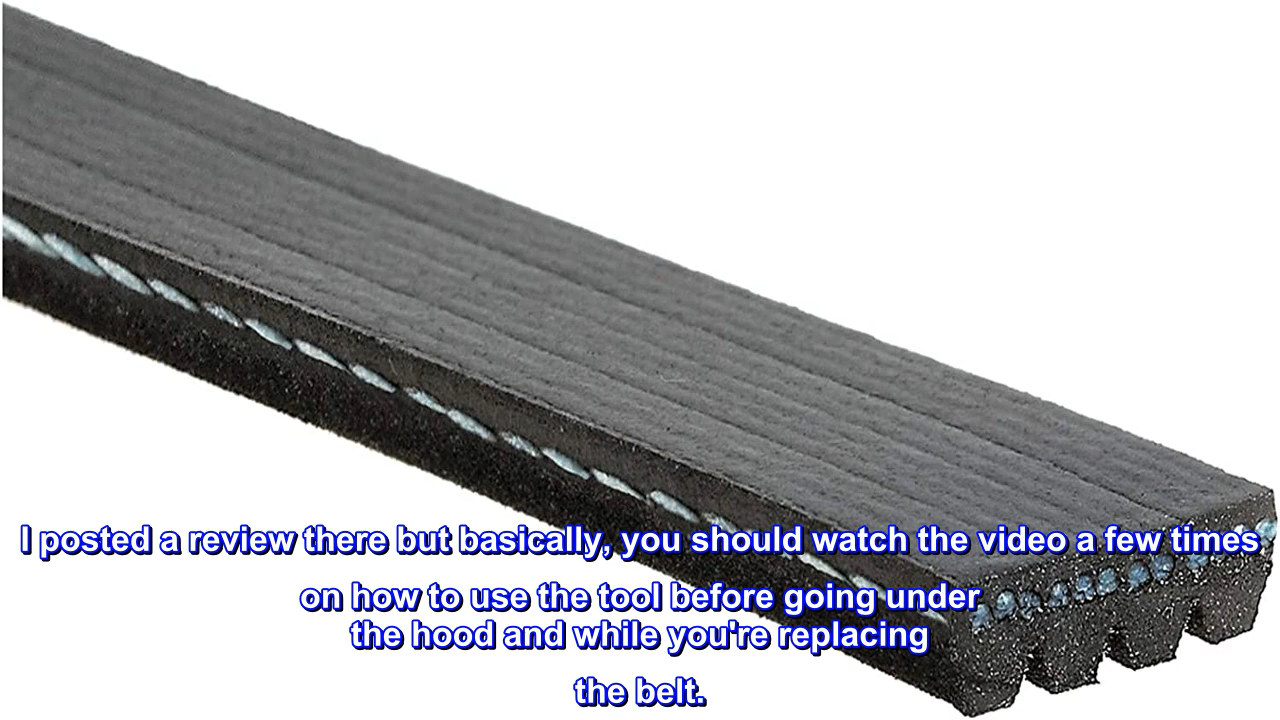 I posted a review there but basically, you should watch the video a few times
on how to use the tool before going under
the hood and while you're replacing
the belt.